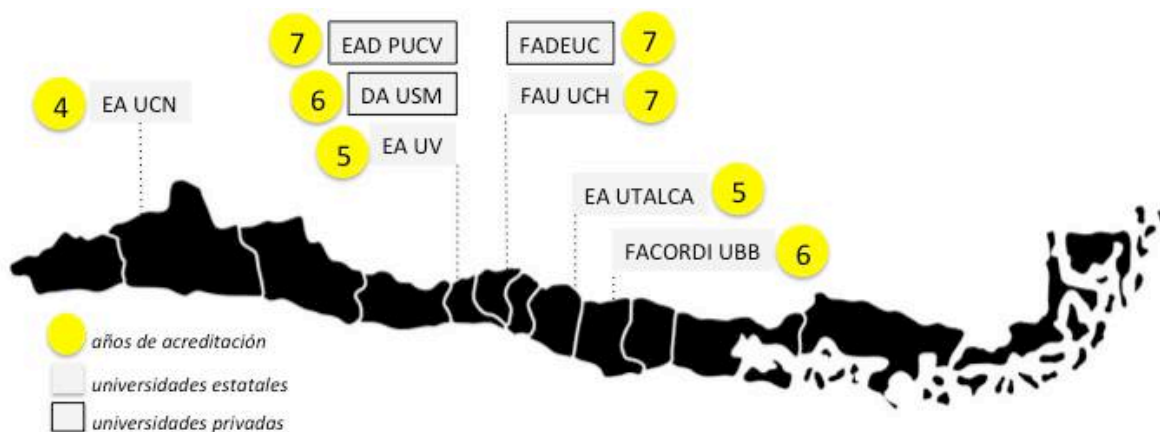 7 EAD PUCV
FADEUC 7
4 EA UCN
6 DA USM
FAU UCH 7
5 EA UV
EA UTALCA 5
FACORDI UBB 6
años de acreditación
universidades estatales
universidades privadas